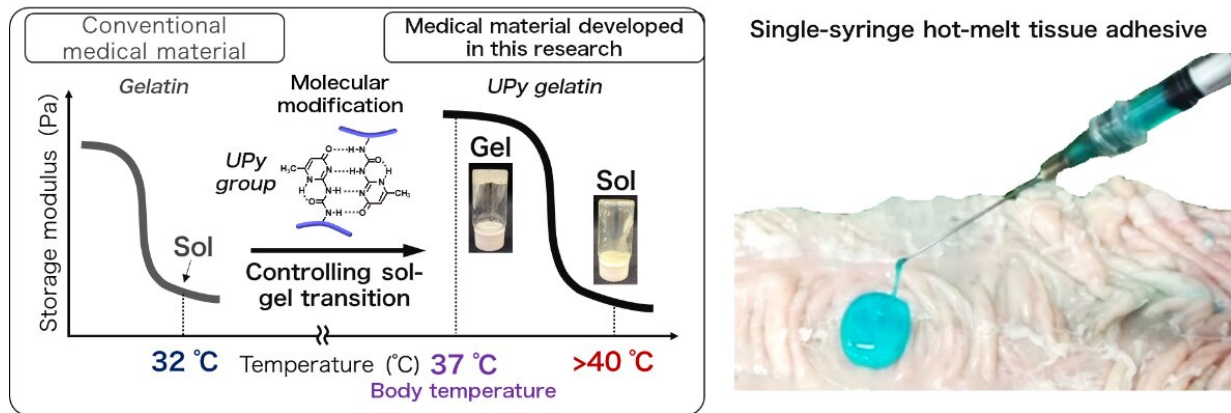 Conventional
medical material
Medical material developed
in this research
Single-syringe hot-melt tissue adhesive
Gelatin
Molecular
modification
UPy gelatin
Storage modulus (Pa)
UPy
group
H₃C
O
H
N
N
N
H
N
H
O
N
H
N
H
O
H
N
H
N
N
H
N
O
CH₃
Gel
Sol
Sol
Controlling sol-
gel transition
32 ℃
Temperature (℃)
37 ℃
>40 ℃
Body temperature